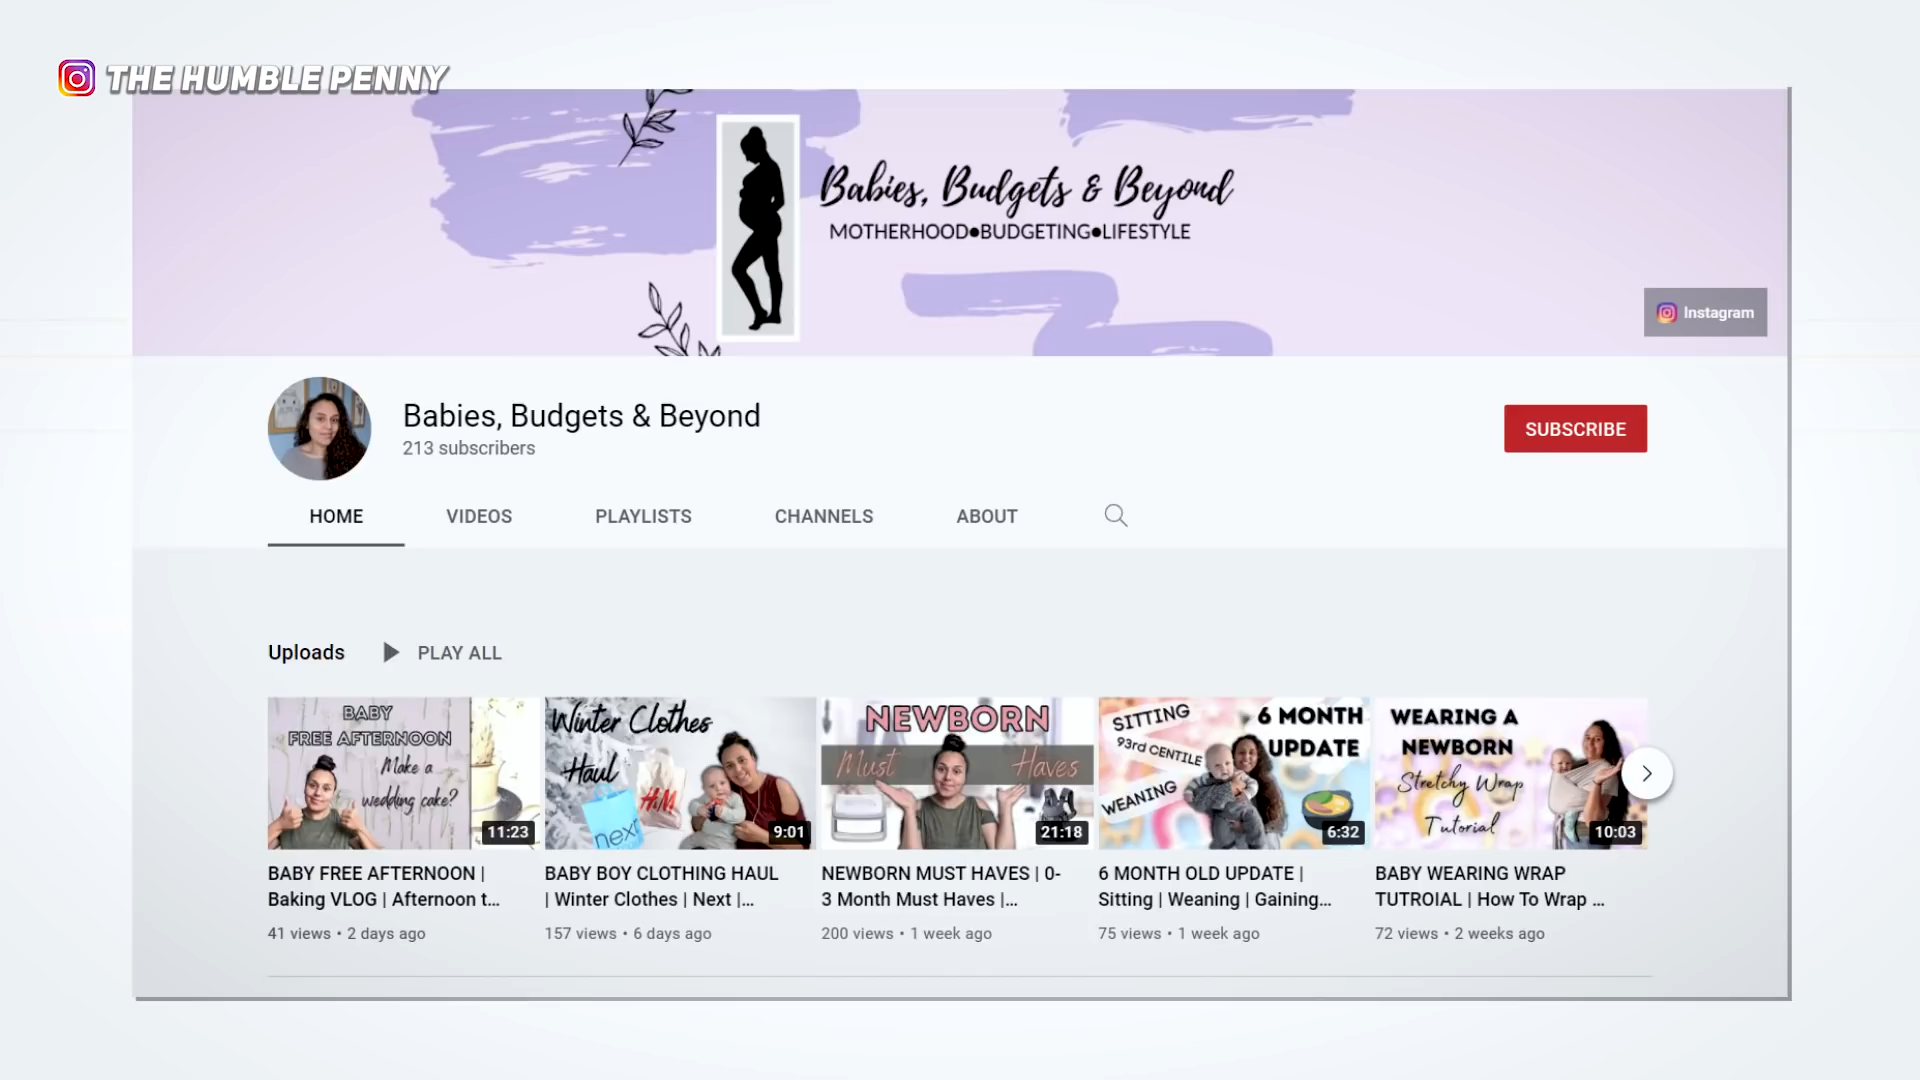 THE HUMBLE PENNY
Babies, Budgets & Beyond
MOTHERHOOD●BUDGETING●LIFESTYLE
Instagram
Babies, Budgets & Beyond
213 subscribers
SUBSCRIBE
HOME VIDEOS PLAYLISTS CHANNELS ABOUT
Uploads PLAY ALL
BABY
FREE AFTERNOON
Make a
wedding cake?
11:23
Winter Clothes
Haul
H&M
next
9:01
NEWBORN
Must Haves
21:18
SITTING
93rd CENTILE
WEANING
6 MONTH
UPDATE
6:32
WEARING A
NEWBORN
Stretchy Wrap
Tutorial
10:03
BABY FREE AFTERNOON |
Baking VLOG | Afternoon t...
41 views • 2 days ago
BABY BOY CLOTHING HAUL
| Winter Clothes | Next |...
157 views • 6 days ago
NEWBORN MUST HAVES | 0-
3 Month Must Haves |...
200 views • 1 week ago
6 MONTH OLD UPDATE |
Sitting | Weaning | Gaining...
75 views • 1 week ago
BABY WEARING WRAP
TUTROIAL | How To Wrap ...
72 views • 2 weeks ago